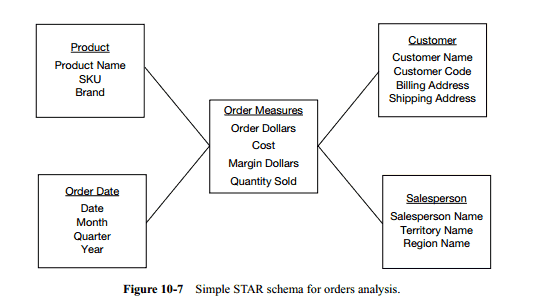 Product
Product Name
SKU
Brand
Customer
Customer Name
Customer Code
Billing Address
Shipping Address
Order Measures
Order Dollars
Cost
Margin Dollars
Quantity Sold
Order Date
Date
Month
Quarter
Year
Salesperson
Salesperson Name
Territory Name
Region Name
Figure 10-7 Simple STAR schema for orders analysis.